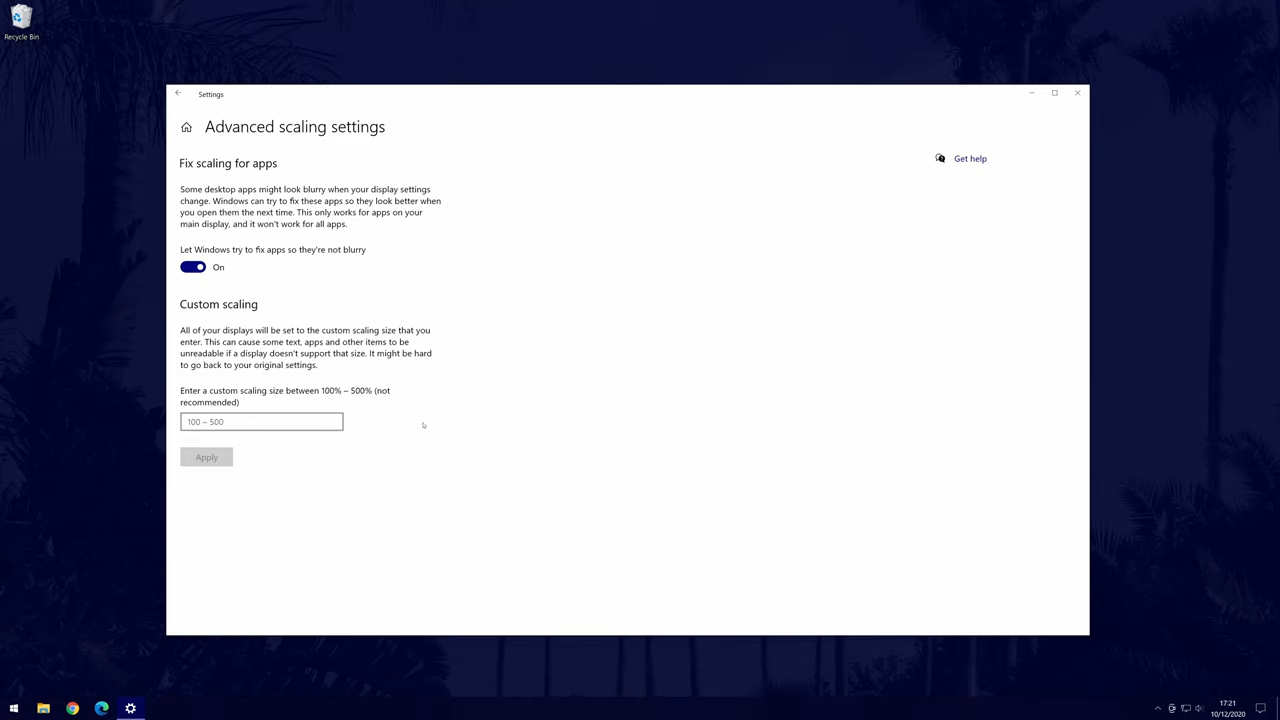 Recycle Bin
Settings
Advanced scaling settings
Fix scaling for apps
Get help
Some desktop apps might look blurry when your display settings
change. Windows can try to fix these apps so they look better when
you open them the next time. This only works for apps on your
main display, and it won't work for all apps.
Let Windows try to fix apps so they're not blurry
On
Custom scaling
All of your displays will be set to the custom scaling size that you
enter. This can cause some text, apps and other items to be
unreadable if a display doesn't support that size. It might be hard
to go back to your original settings.
Enter a custom scaling size between 100% – 500% (not
recommended)
100 – 500
Apply
17:21
10/12/2020